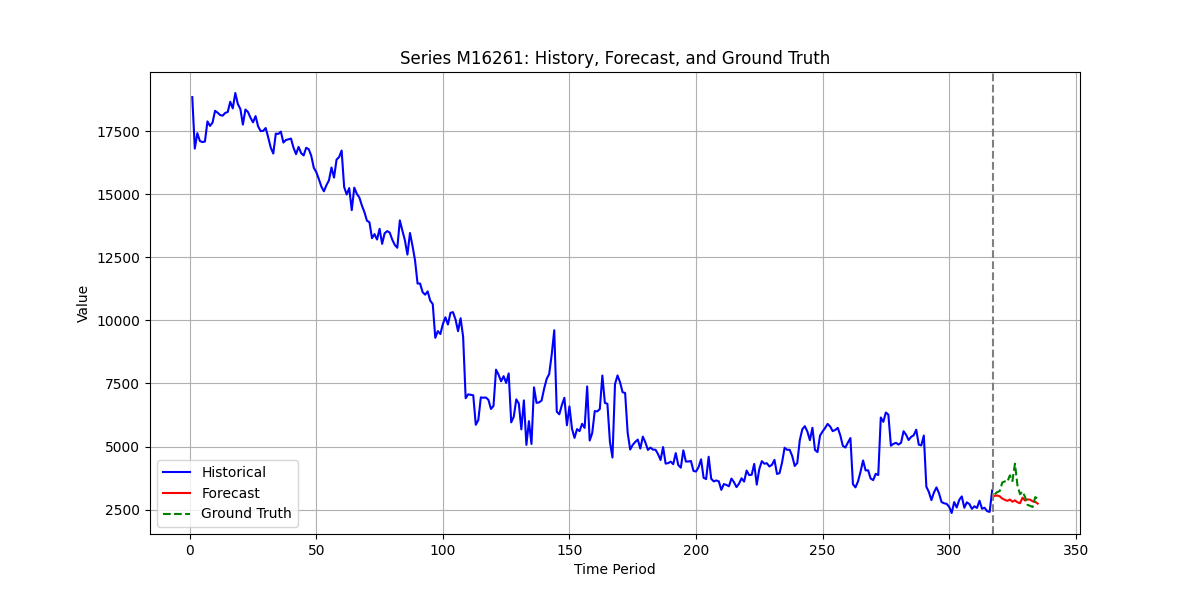 Series M16261: History, Forecast, and Ground Truth
Value
17500
15000
12500
10000
7500
5000
2500
Historical
Forecast
Ground Truth
0 50 100 150 200 250 300 350
Time Period